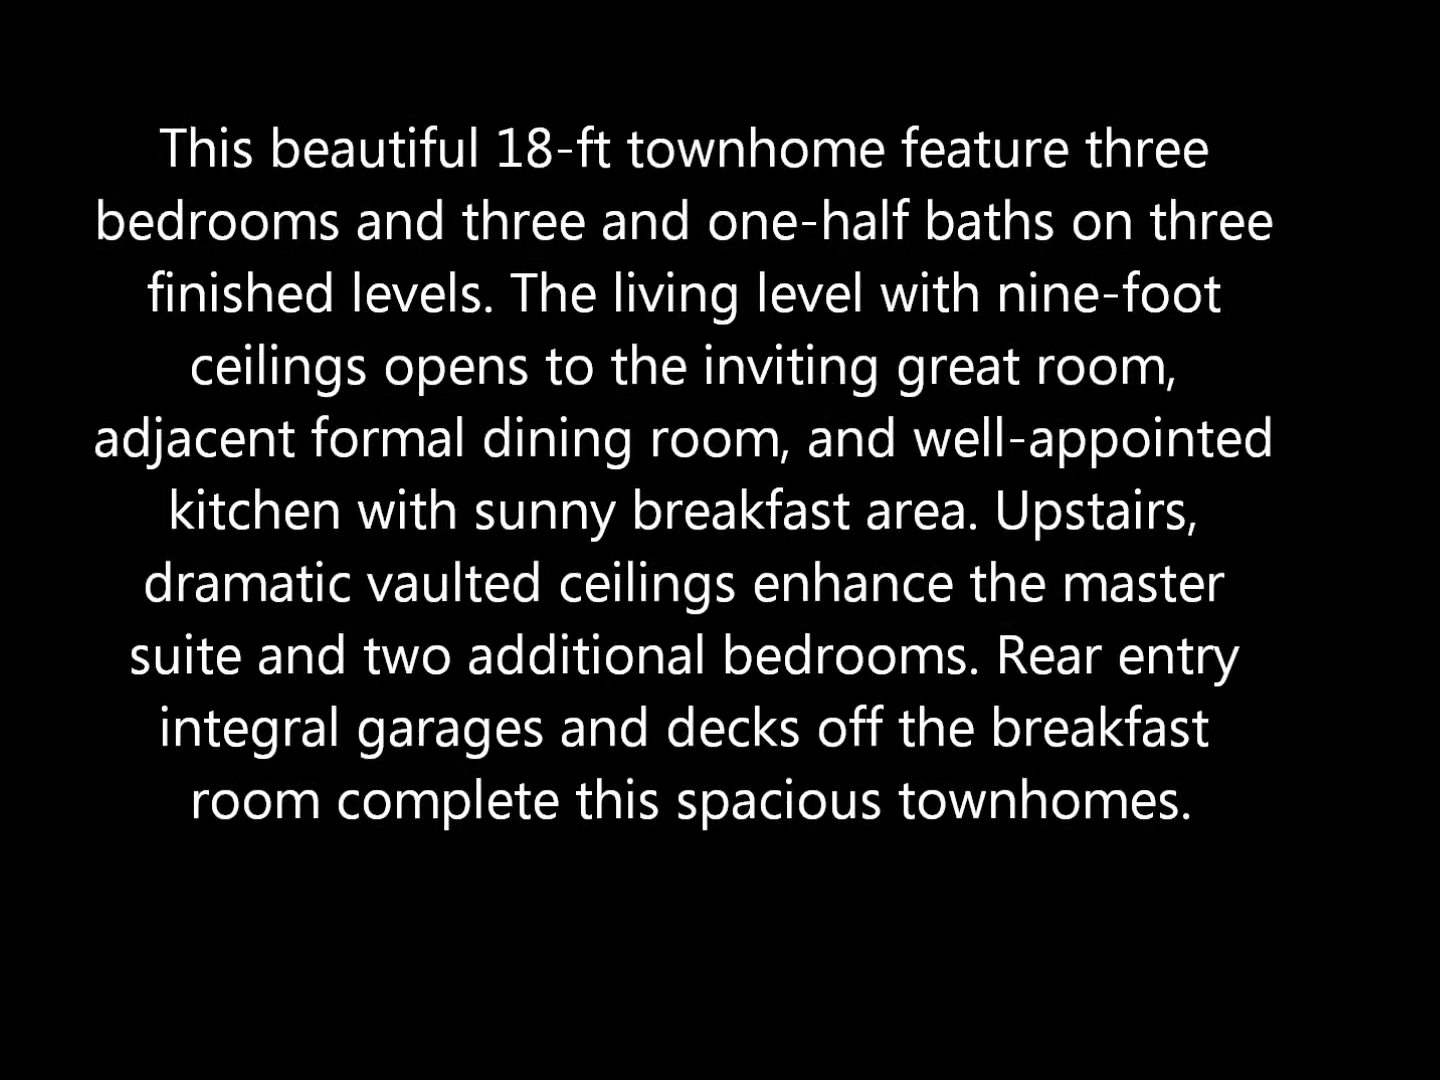 This beautiful 18-ft townhome feature three
bedrooms and three and one-half baths on three
finished levels. The living level with nine-foot
ceilings opens to the inviting great room,
adjacent formal dining room, and well-appointed
kitchen with sunny breakfast area. Upstairs,
dramatic vaulted ceilings enhance the master
suite and two additional bedrooms. Rear entry
integral garages and decks off the breakfast
room complete this spacious townhomes.